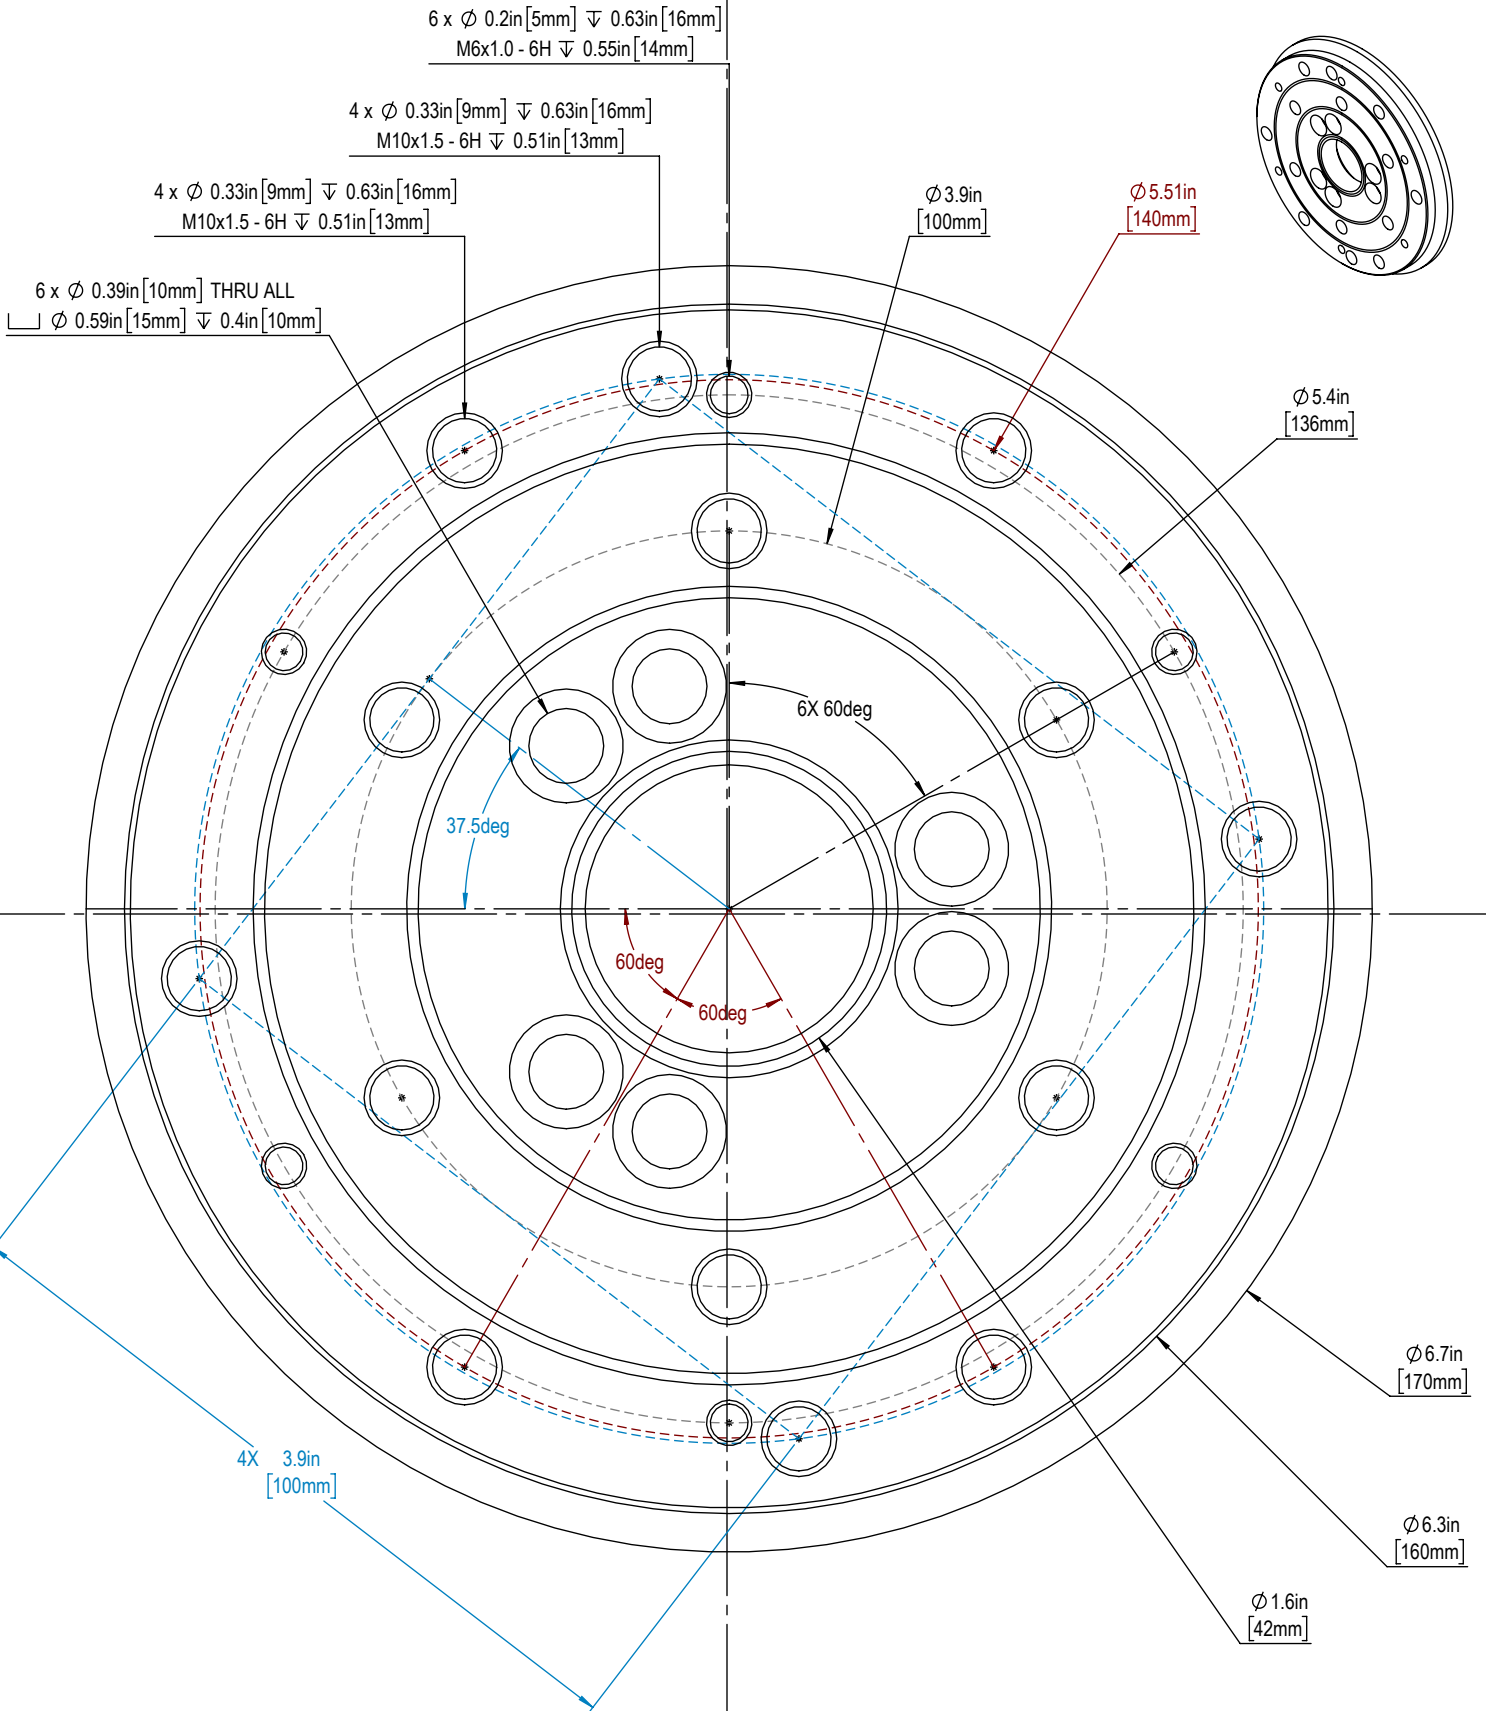 6 x ∅ 0.2in[5mm] ↧ 0.63in[16mm]
M6x1.0 - 6H ↧ 0.55in[14mm]
4 x ∅ 0.33in[9mm] ↧ 0.63in[16mm]
M10x1.5 - 6H ↧ 0.51in[13mm]
4 x ∅ 0.33in[9mm] ↧ 0.63in[16mm]
M10x1.5 - 6H ↧ 0.51in[13mm]
6 x ∅ 0.39in[10mm] THRU ALL
⌴ ∅ 0.59in[15mm] ↧ 0.4in[10mm]
∅3.9in
[100mm]
∅5.51in
[140mm]
∅5.4in
[136mm]
6X 60deg
37.5deg
60deg
60deg
4X 3.9in
[100mm]
∅6.7in
[170mm]
∅6.3in
[160mm]
∅1.6in
[42mm]